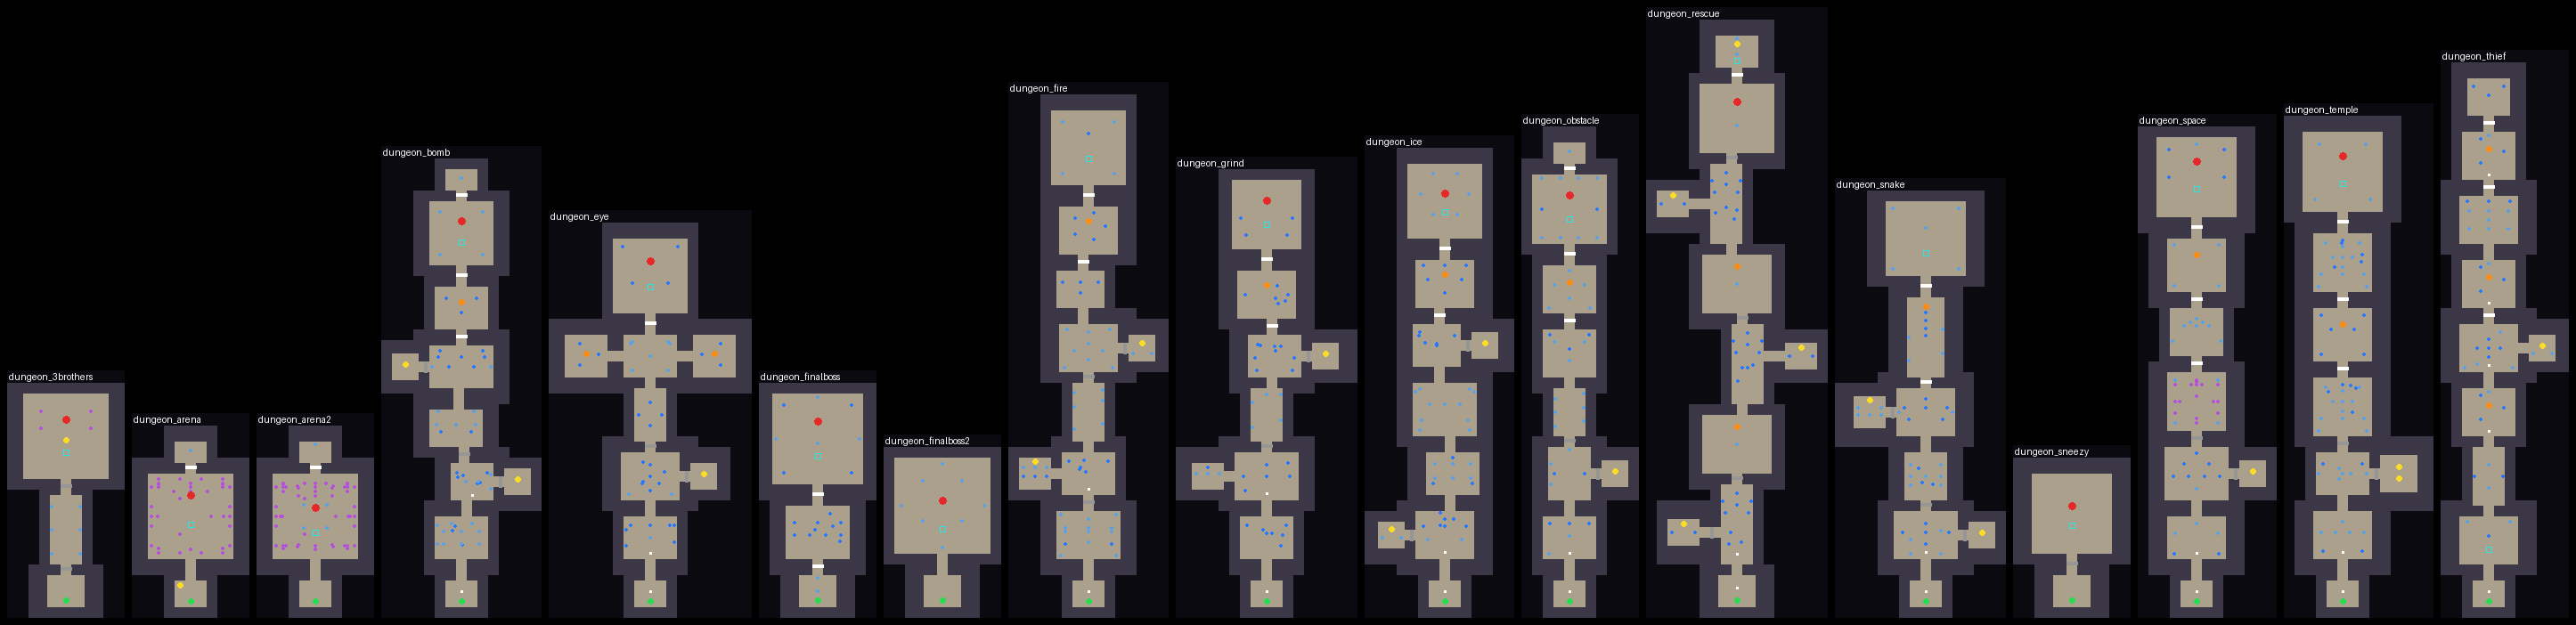 dungeon_3brothers
dungeon_arena
dungeon_arena2
dungeon_bomb
dungeon_eye
dungeon_finalboss
dungeon_finalboss2
dungeon_fire
dungeon_grind
dungeon_ice
dungeon_obstacle
dungeon_rescue
dungeon_snake
dungeon_sneezy
dungeon_space
dungeon_temple
dungeon_thief